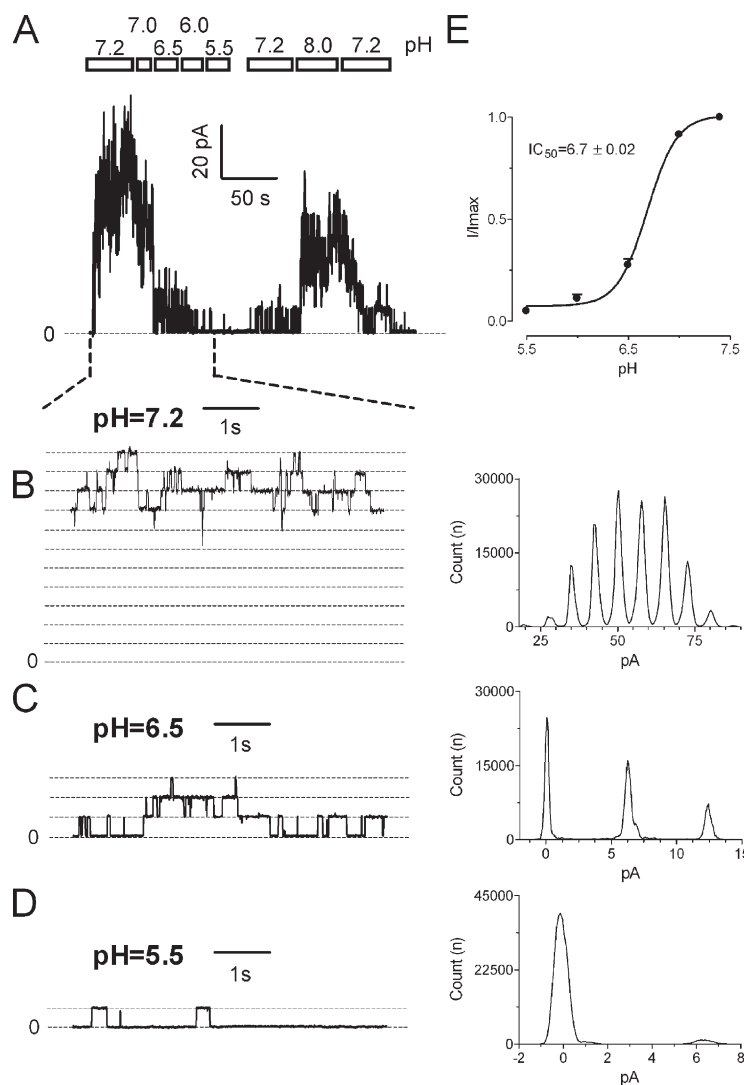 A
7.0 6.0
7.2 6.5 5.5 7.2 8.0 7.2 pH
20 pA
50 s
0
E
1.0
0.5
0.0
I/Imax
IC50=6.7 ± 0.02
5.5 6.5 7.5
pH
pH=7.2
1s
B
0
30000
15000
0
Count (n)
25 50 75
pA
C
pH=6.5
1s
0
30000
15000
0
Count (n)
0 5 10 15
pA
D
pH=5.5
1s
0
45000
22500
0
Count (n)
-2 0 2 4 6 8
pA